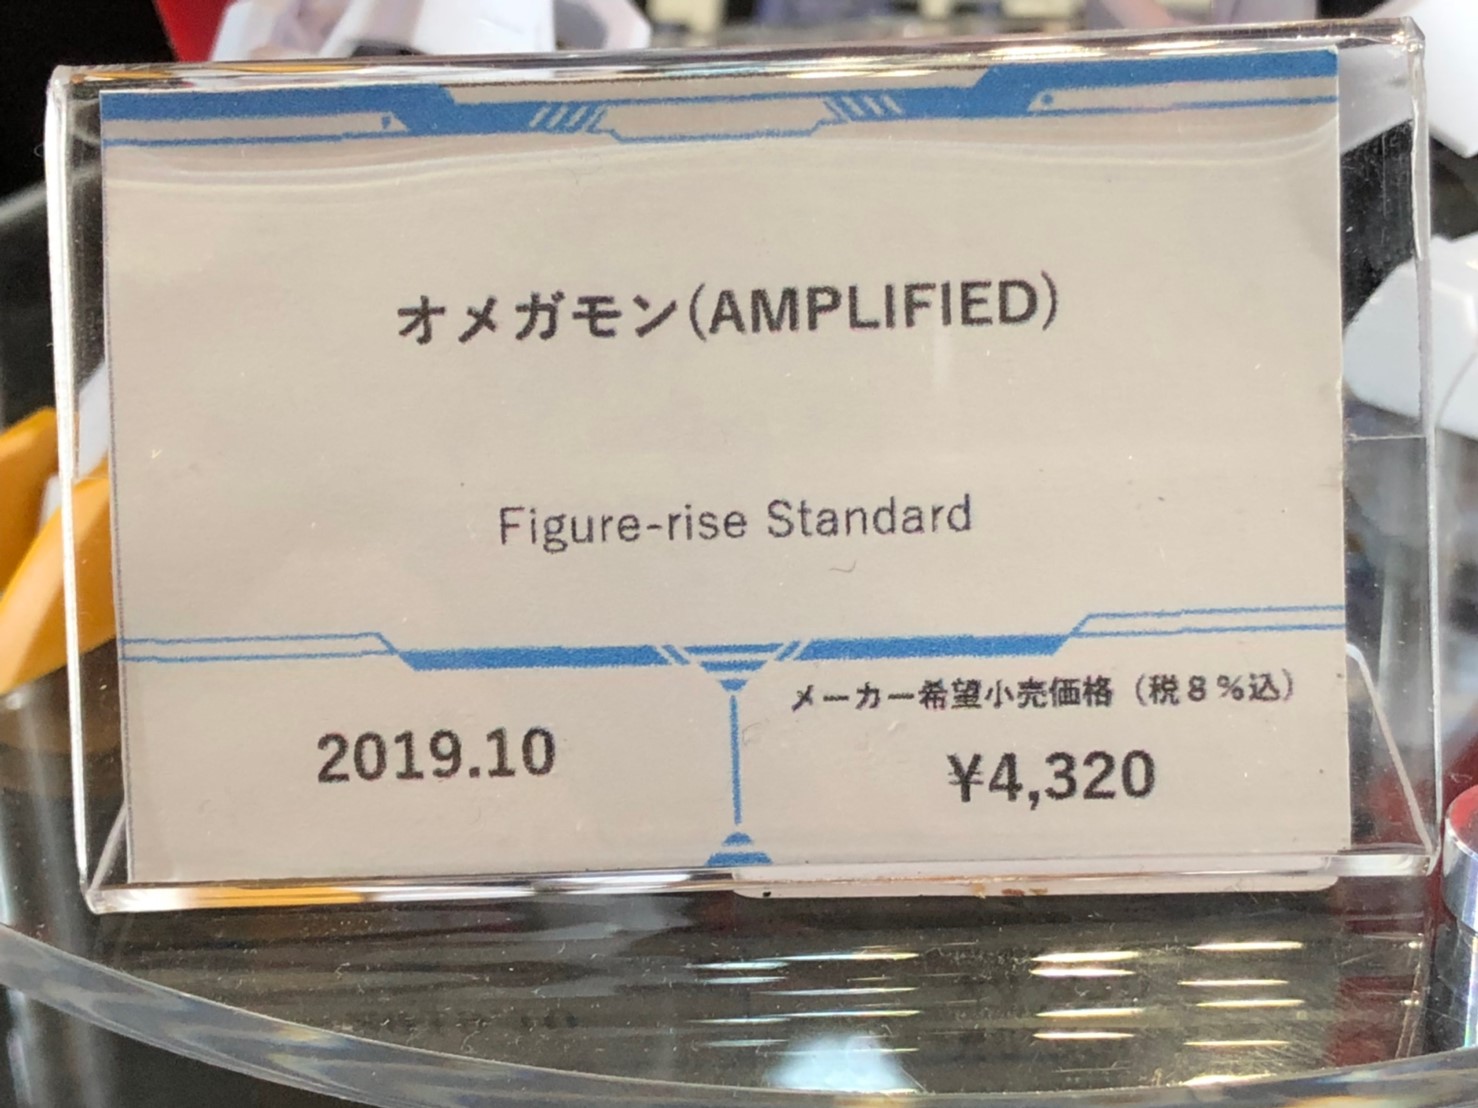 オメガモン(AMPLIFIED)
Figure-rise Standard
メーカー希望小売価格（税８％込）
2019.10
¥4,320